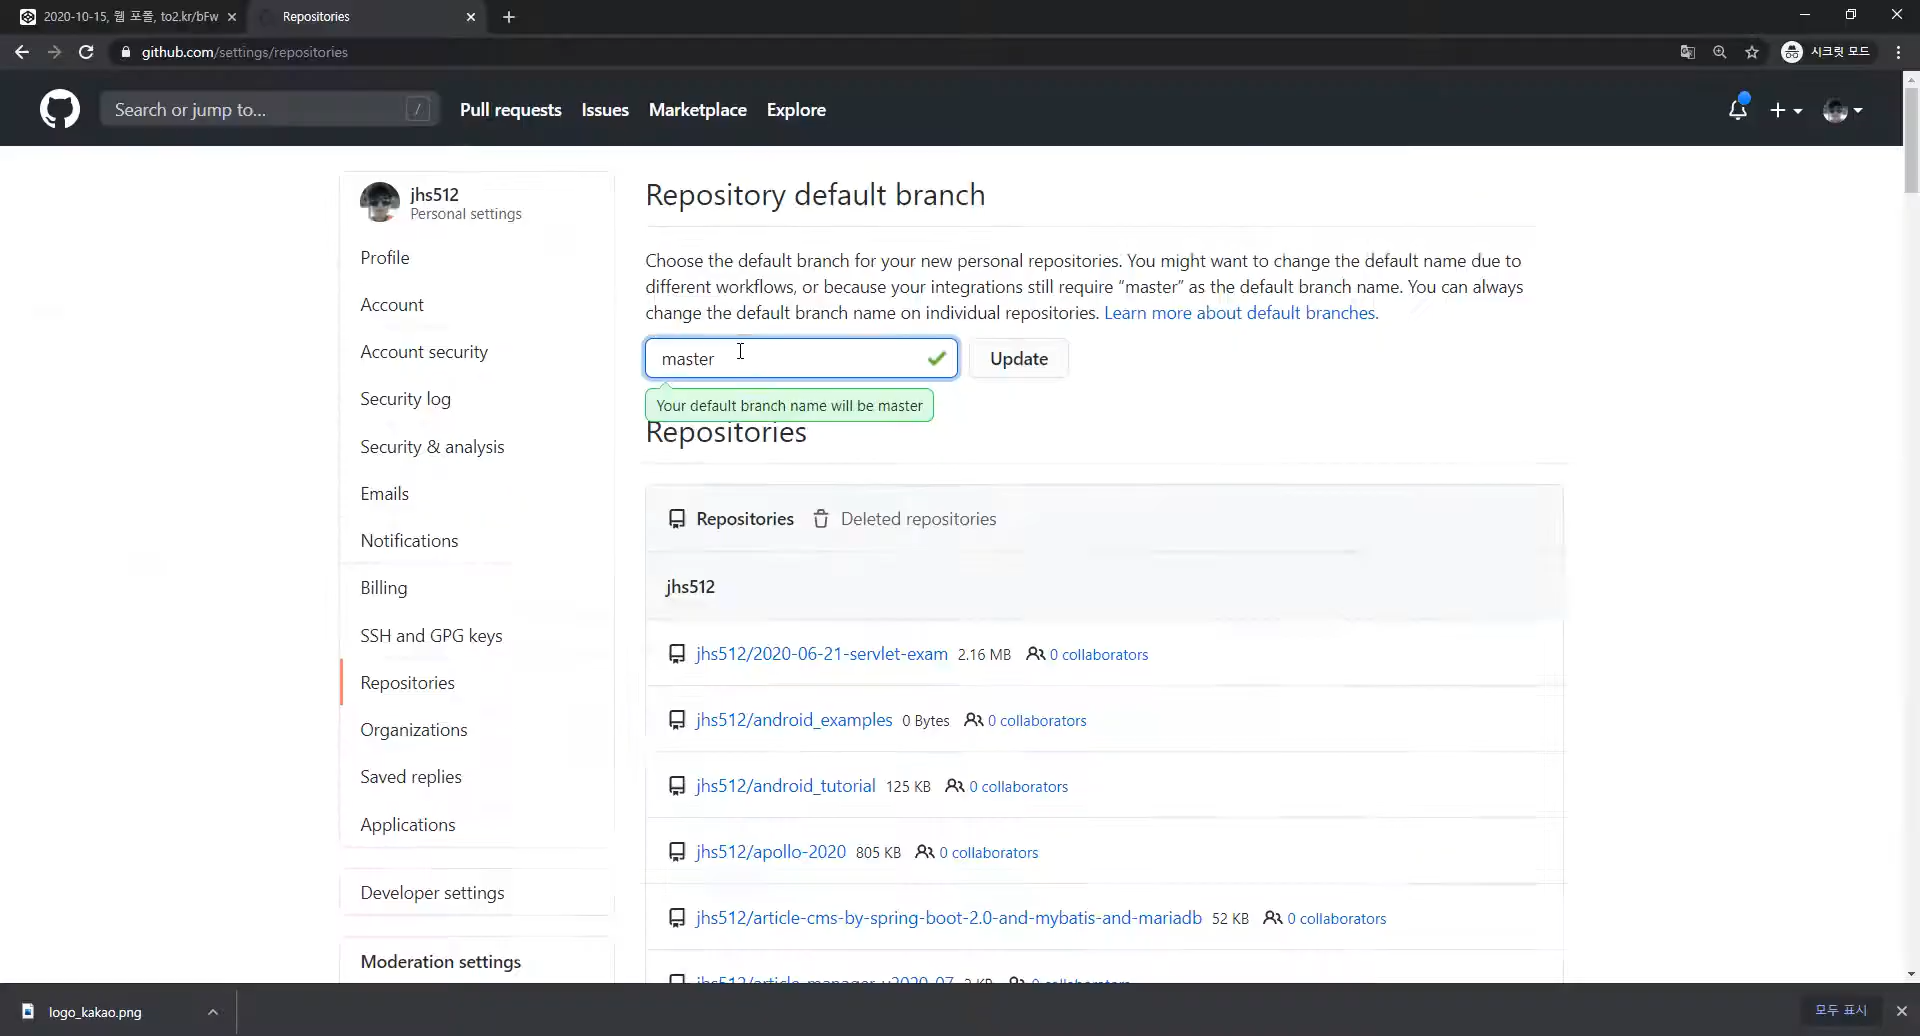 2020-10-15, 웹 포폴, to2.kr/bFw
Repositories
github.com/settings/repositories
시크릿 모드
Search or jump to...
/
Pull requests
Issues
Marketplace
Explore
jhs512
Personal settings
Profile
Account
Account security
Security log
Security & analysis
Emails
Notifications
Billing
SSH and GPG keys
Repositories
Organizations
Saved replies
Applications
Developer settings
Moderation settings
Repository default branch
Choose the default branch for your new personal repositories. You might want to change the default name due to
different workflows, or because your integrations still require “master” as the default branch name. You can always
change the default branch name on individual repositories. Learn more about default branches.
master
Update
Your default branch name will be master
Repositories
Repositories
Deleted repositories
jhs512
jhs512/2020-06-21-servlet-exam 2.16 MB 0 collaborators
jhs512/android_examples 0 Bytes 0 collaborators
jhs512/android_tutorial 125 KB 0 collaborators
jhs512/apollo-2020 805 KB 0 collaborators
jhs512/article-cms-by-spring-boot-2.0-and-mybatis-and-mariadb 52 KB 0 collaborators
logo_kakao.png
모두 표시